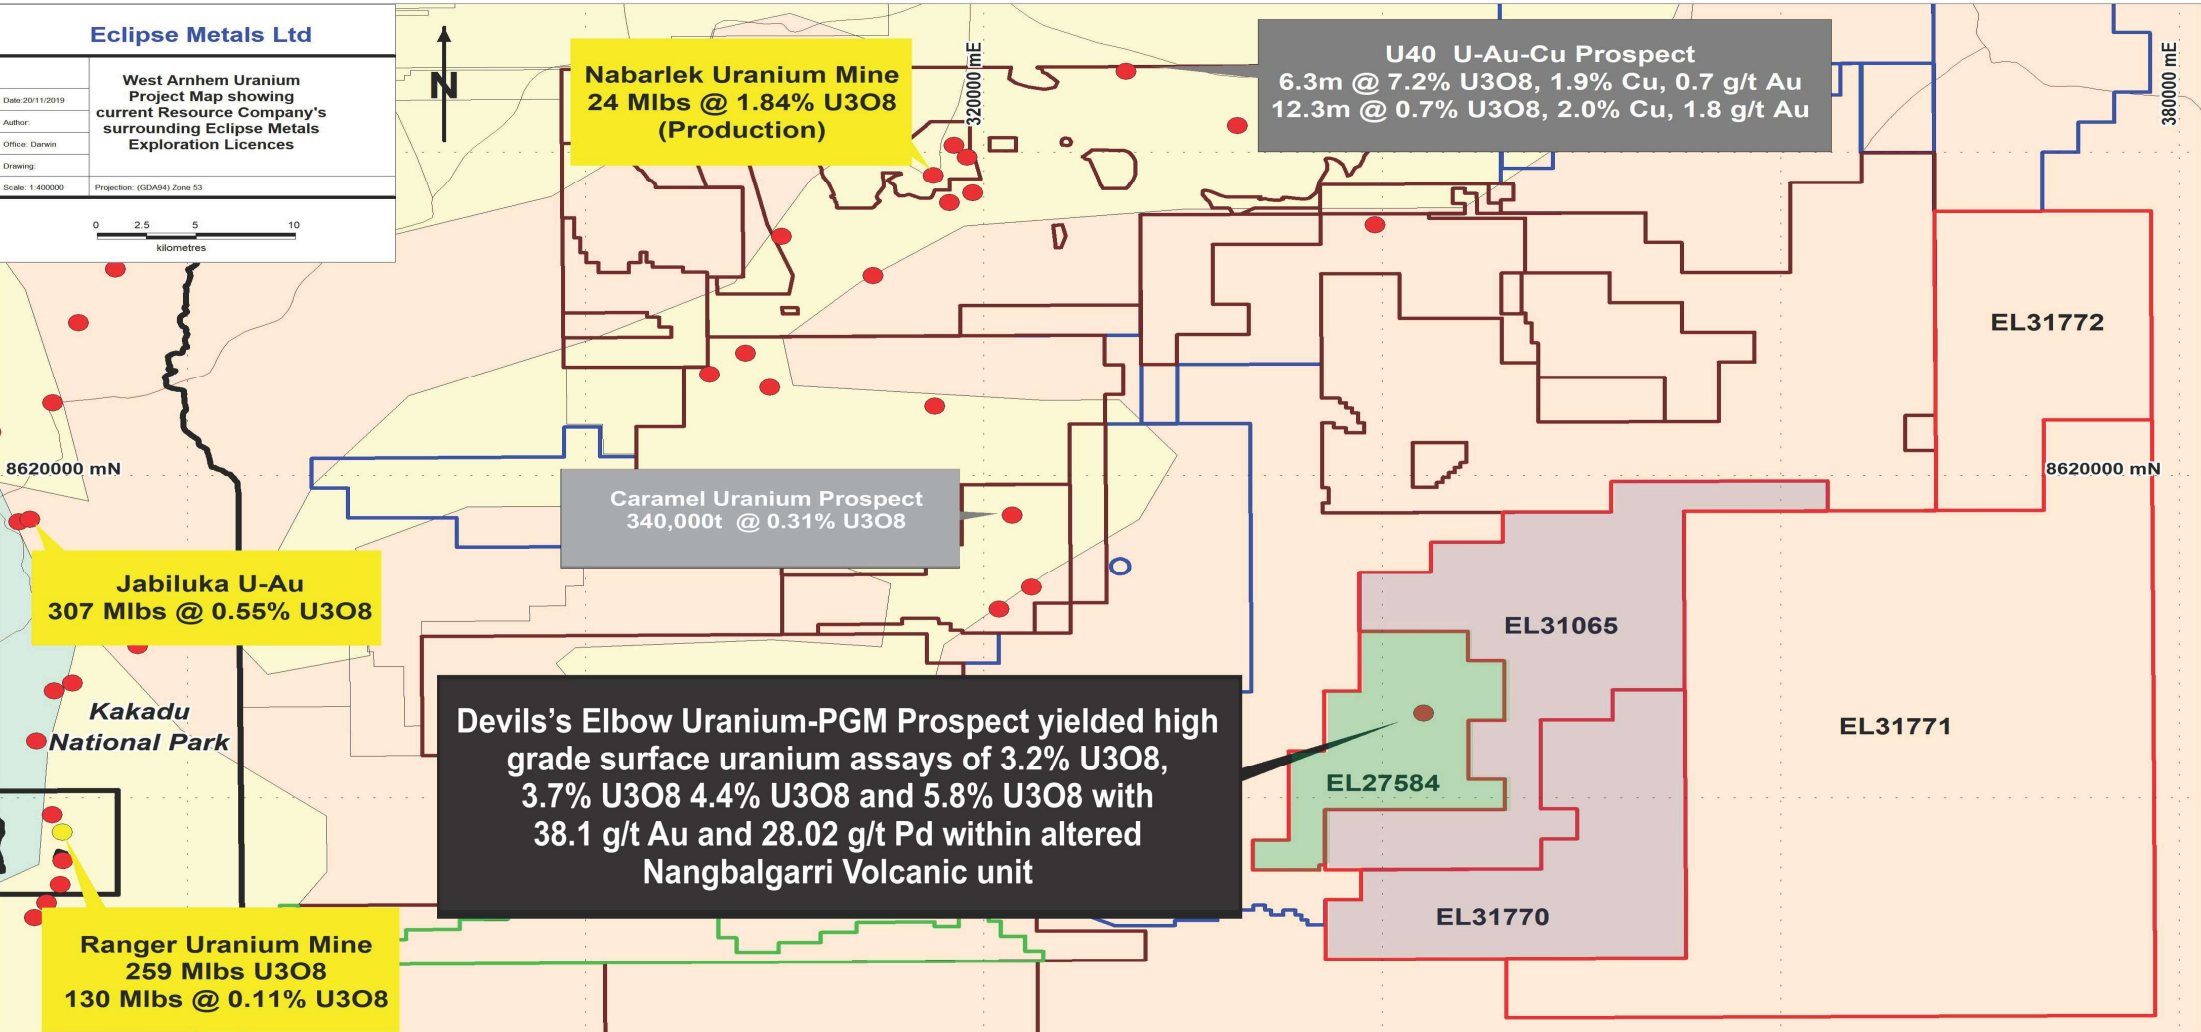 Eclipse Metals Ltd
West Arnhem Uranium
Project Map showing
current Resource Company's
surrounding Eclipse Metals
Exploration Licences
Date:20/11/2019
Author:
Office: Darwin
Drawing:
Scale: 1:400000
Projection: (GDA94) Zone 53
0 2.5 5 10
kilometres
N
Nabarlek Uranium Mine
24 Mlbs @ 1.84% U3O8
(Production)
320000 mE
U40 U-Au-Cu Prospect
6.3m @ 7.2% U3O8, 1.9% Cu, 0.7 g/t Au
12.3m @ 0.7% U3O8, 2.0% Cu, 1.8 g/t Au
380000 mE
EL31772
8620000 mN
8620000 mN
Caramel Uranium Prospect
340,000t @ 0.31% U3O8
Jabiluka U-Au
307 Mlbs @ 0.55% U3O8
EL31065
Kakadu
National Park
Devils's Elbow Uranium-PGM Prospect yielded high
grade surface uranium assays of 3.2% U3O8,
3.7% U3O8 4.4% U3O8 and 5.8% U3O8 with
38.1 g/t Au and 28.02 g/t Pd within altered
Nangbalgarri Volcanic unit
EL31771
EL27584
EL31770
Ranger Uranium Mine
259 Mlbs U3O8
130 Mlbs @ 0.11% U3O8